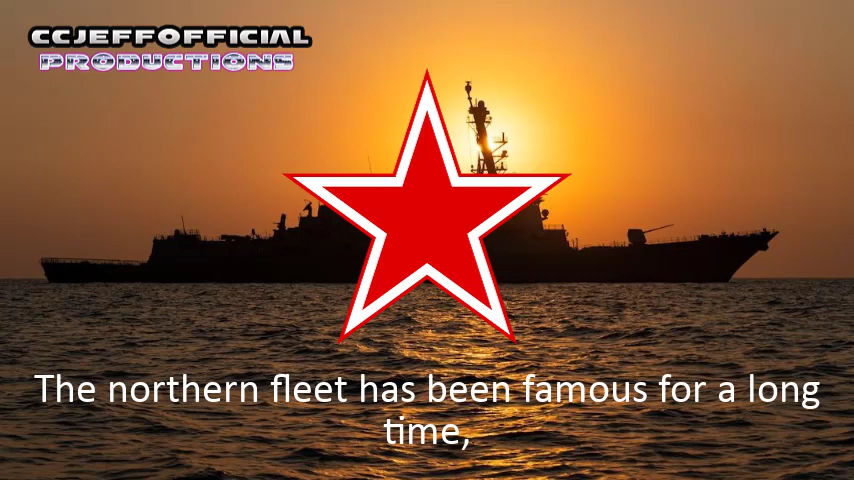 CCJEFFOFFICIAL
PRODUCTIONS
The northern fleet has been famous for a long
time,